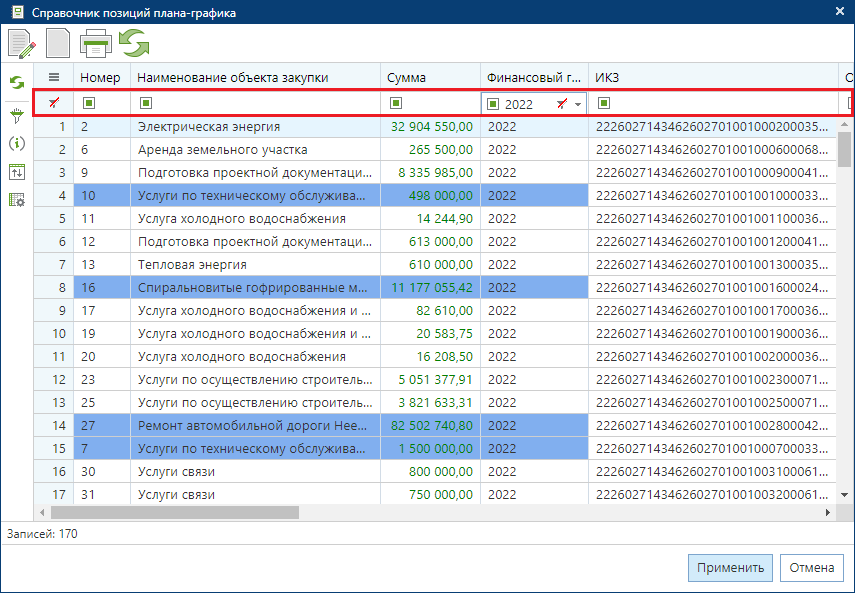 Справочник позиций плана-графика
Номер Наименование объекта закупки Сумма Финансовый г... ИКЗ О
2022
1 2 Электрическая энергия 32 904 550,00 2022 2226027143462602701001000200035...
2 6 Аренда земельного участка 265 500,00 2022 2226027143462602701001000600068...
3 9 Подготовка проектной документаци... 8 335 985,00 2022 2226027143462602701001000900041...
4 10 Услуги по техническому обслужива... 498 000,00 2022 2226027143462602701001001000033...
5 11 Услуга холодного водоснабжения 14 244,90 2022 2226027143462602701001001100036...
6 12 Подготовка проектной документаци... 613 000,00 2022 2226027143462602701001001200041...
7 13 Тепловая энергия 610 000,00 2022 2226027143462602701001001300035...
8 16 Спиральновитые гофрированные м... 11 177 055,42 2022 2226027143462602701001001600024...
9 17 Услуга холодного водоснабжения и ... 82 610,00 2022 2226027143462602701001001700036...
10 19 Услуга холодного водоснабжения и ... 20 583,75 2022 2226027143462602701001001900036...
11 20 Услуга холодного водоснабжения 16 208,50 2022 2226027143462602701001002000036...
12 23 Услуги по осуществлению строитель... 5 051 377,91 2022 2226027143462602701001002300071...
13 25 Услуги по осуществлению строитель... 3 821 633,31 2022 2226027143462602701001002500071...
14 27 Ремонт автомобильной дороги Нее... 82 502 740,80 2022 2226027143462602701001002800042...
15 7 Услуги по техническому обслужива... 1 500 000,00 2022 2226027143462602701001000700033...
16 30 Услуги связи 800 000,00 2022 2226027143462602701001003100061...
17 31 Услуги связи 750 000,00 2022 2226027143462602701001003200061...
Записей: 170
Применить Отмена